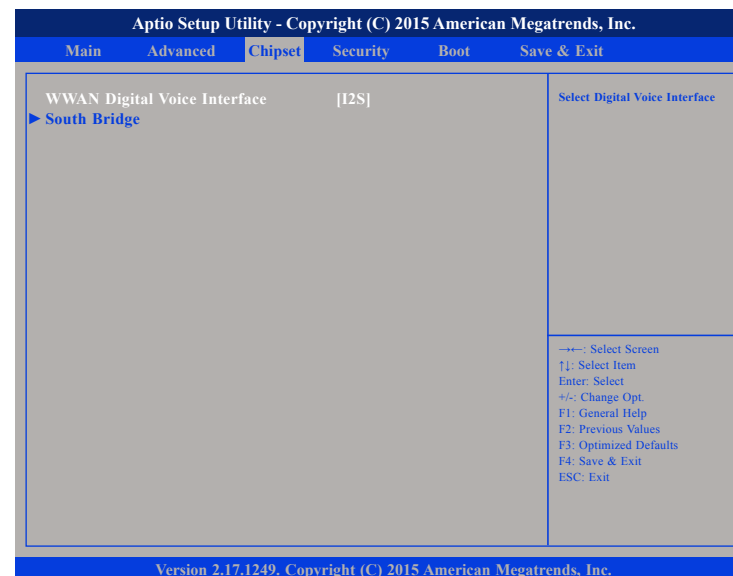 Aptio Setup Utility - Copyright (C) 2015 American Megatrends, Inc.
Main Advanced Chipset Security Boot Save & Exit
WWAN Digital Voice Interface [I2S]
► South Bridge
Select Digital Voice Interface
→←: Select Screen
↑↓: Select Item
Enter: Select
+/-: Change Opt.
F1: General Help
F2: Previous Values
F3: Optimized Defaults
F4: Save & Exit
ESC: Exit
Version 2.17.1249. Copyright (C) 2015 American Megatrends, Inc.